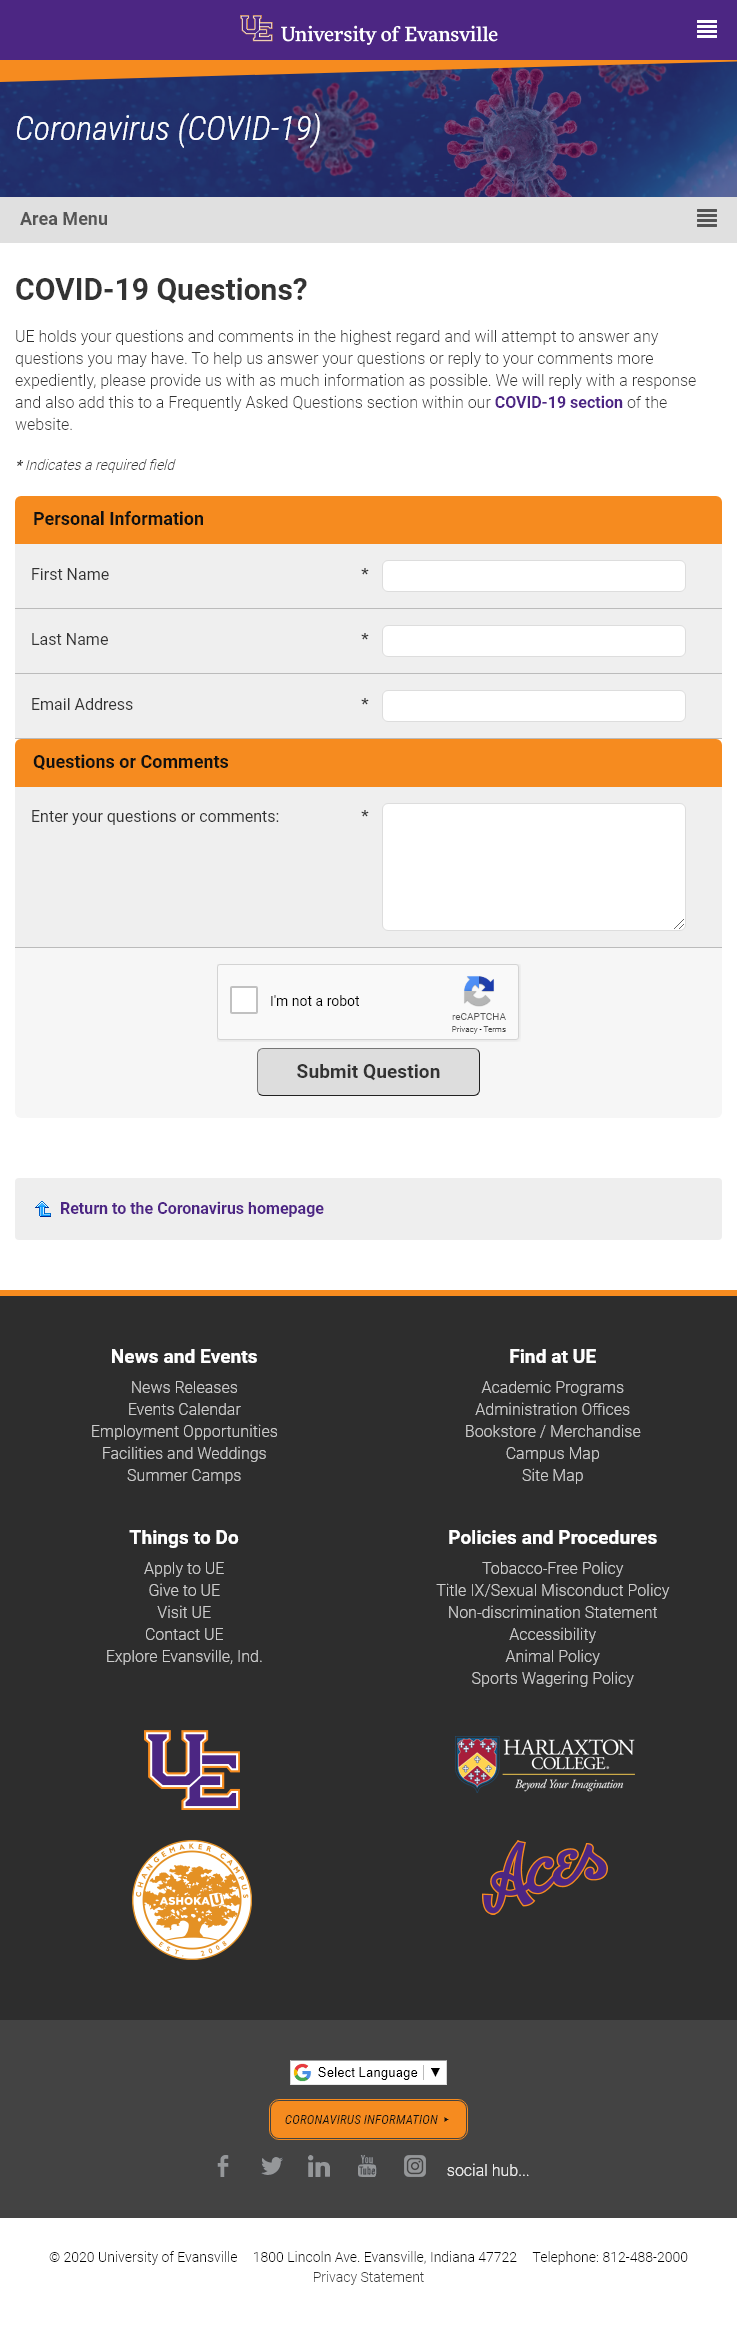 University of Evansville
Coronavirus (COVID-19)
Area Menu
COVID-19 Questions?
UE holds your questions and comments in the highest regard and will attempt to answer any
questions you may have. To help us answer your questions or reply to your comments more
expediently, please provide us with as much information as possible. We will reply with a response
and also add this to a Frequently Asked Questions section within our COVID-19 section of the
website.
* Indicates a required field
Personal Information
First Name *
Last Name *
Email Address *
Questions or Comments
Enter your questions or comments: *
I'm not a robot
reCAPTCHA
Privacy - Terms
Submit Question
Return to the Coronavirus homepage
News and Events
News Releases
Events Calendar
Employment Opportunities
Facilities and Weddings
Summer Camps
Find at UE
Academic Programs
Administration Offices
Bookstore / Merchandise
Campus Map
Site Map
Things to Do
Apply to UE
Give to UE
Visit UE
Contact UE
Explore Evansville, Ind.
Policies and Procedures
Tobacco-Free Policy
Title IX/Sexual Misconduct Policy
Non-discrimination Statement
Accessibility
Animal Policy
Sports Wagering Policy
UE
HARLAXTON
COLLEGE
Beyond Your Imagination
CHANGEMAKER CAMPUS
ASHOKA U
EST. 2008
Aces
Select Language ▼
CORONAVIRUS INFORMATION
You
Tube
social hub...
© 2020 University of Evansville 1800 Lincoln Ave. Evansville, Indiana 47722 Telephone: 812-488-2000
Privacy Statement